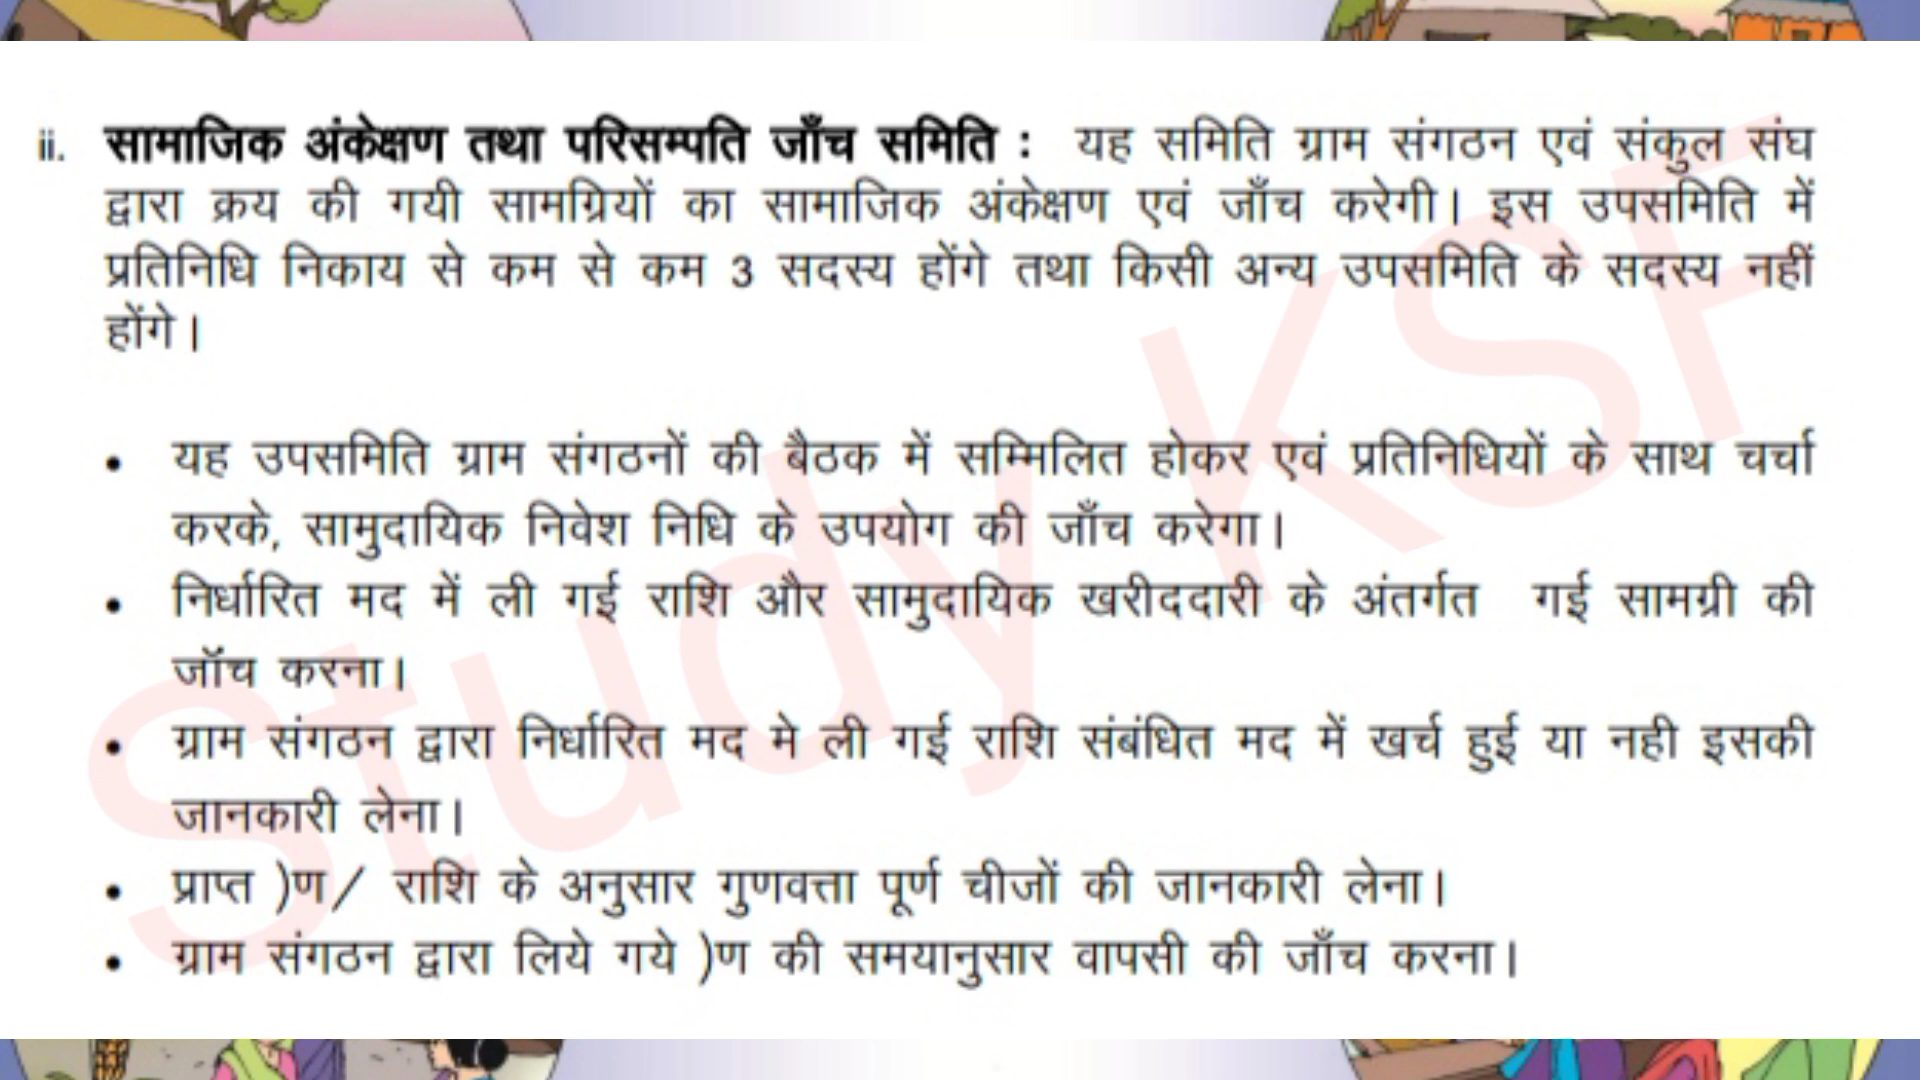 ii. सामाजिक अंकेक्षण तथा परिसम्पति जाँच समिति : यह समिति ग्राम संगठन एवं संकुल संघ
द्वारा क्रय की गयी सामग्रियों का सामाजिक अंकेक्षण एवं जाँच करेगी। इस उपसमिति में
प्रतिनिधि निकाय से कम से कम 3 सदस्य होंगे तथा किसी अन्य उपसमिति के सदस्य नहीं
होंगे।
• यह उपसमिति ग्राम संगठनों की बैठक में सम्मिलित होकर एवं प्रतिनिधियों के साथ चर्चा
करके, सामुदायिक निवेश निधि के उपयोग की जाँच करेगा।
• निर्धारित मद में ली गई राशि और सामुदायिक खरीददारी के अंतर्गत गई सामग्री की
जॉच करना।
• ग्राम संगठन द्वारा निर्धारित मद मे ली गई राशि संबंधित मद में खर्च हुई या नही इसकी
जानकारी लेना।
• प्राप्त )ण/ राशि के अनुसार गुणवत्ता पूर्ण चीजों की जानकारी लेना।
• ग्राम संगठन द्वारा लिये गये )ण की समयानुसार वापसी की जाँच करना।
Study KSF